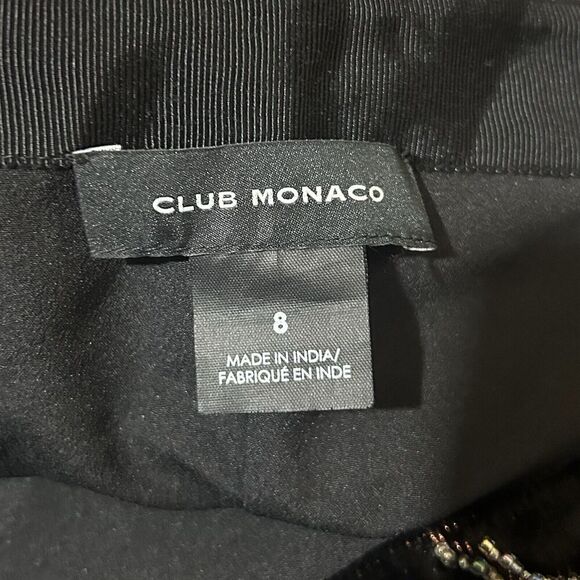 CLUB MONACO
8
MADE IN INDIA/
FABRIQUÉ EN INDE